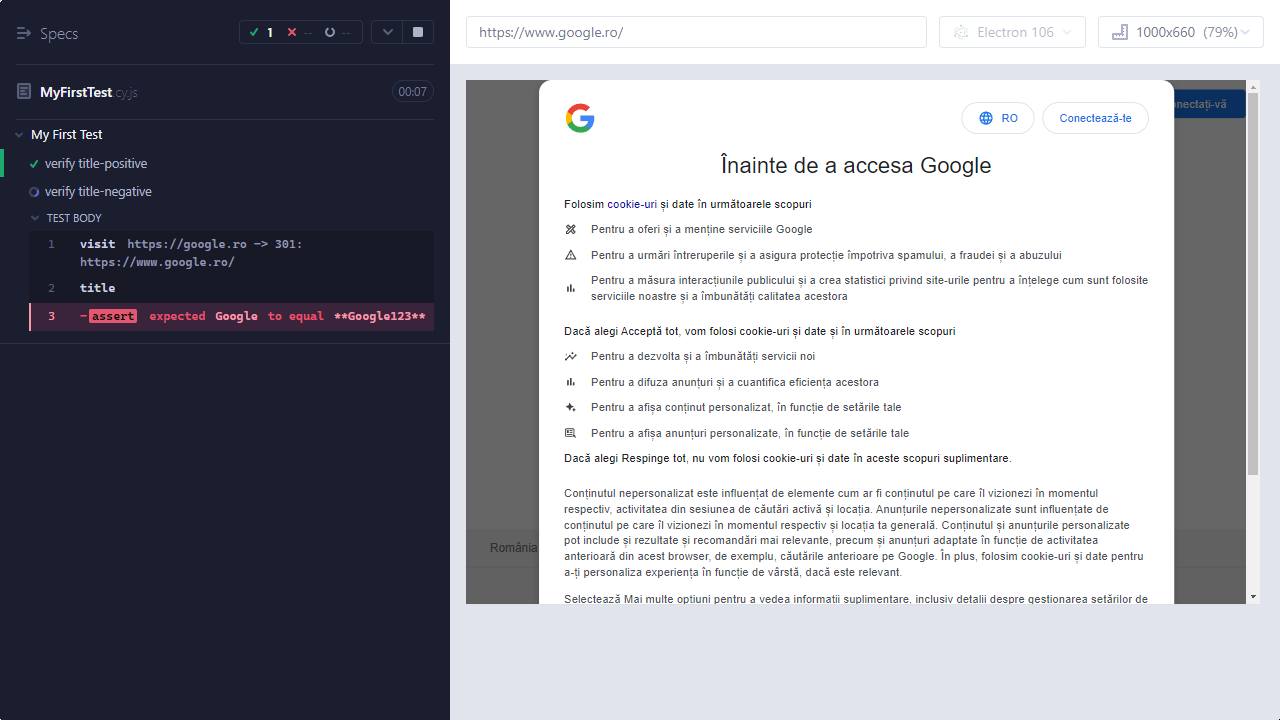 Specs
1
--
--
MyFirstTest.cy.js
00:07
My First Test
verify title-positive
verify title-negative
TEST BODY
1 visit https://google.ro -> 301:
https://www.google.ro/
2 title
3 -assert expected Google to equal **Google123**
https://www.google.ro/
Electron 106
1000x660 (79%)
nectați-vă
RO
Conectează-te
Înainte de a accesa Google
Folosim cookie-uri și date în următoarele scopuri
Pentru a oferi și a menține serviciile Google
Pentru a urmări întreruperile și a asigura protecție împotriva spamului, a fraudei și a abuzului
Pentru a măsura interacțiunile publicului și a crea statistici privind site-urile pentru a înțelege cum sunt folosite
serviciile noastre și a îmbunătăți calitatea acestora
Dacă alegi Acceptă tot, vom folosi cookie-uri și date și în următoarele scopuri
Pentru a dezvolta și a îmbunătăți servicii noi
Pentru a difuza anunțuri și a cuantifica eficiența acestora
Pentru a afișa conținut personalizat, în funcție de setările tale
Pentru a afișa anunțuri personalizate, în funcție de setările tale
Dacă alegi Respinge tot, nu vom folosi cookie-uri și date în aceste scopuri suplimentare.
Conținutul nepersonalizat este influențat de elemente cum ar fi conținutul pe care îl vizionezi în momentul
respectiv, activitatea din sesiunea de căutări activă și locația. Anunțurile nepersonalizate sunt influențate de
conținutul pe care îl vizionezi în momentul respectiv și locația ta generală. Conținutul și anunțurile personalizate
pot include și rezultate și recomandări mai relevante, precum și anunțuri adaptate în funcție de activitatea
anterioară din acest browser, de exemplu, căutările anterioare pe Google. În plus, folosim cookie-uri și date pentru
a-ți personaliza experiența în funcție de vârstă, dacă este relevant.
România
Selectează Mai multe opțiuni pentru a vedea informații suplimentare, inclusiv detalii despre gestionarea setărilor de